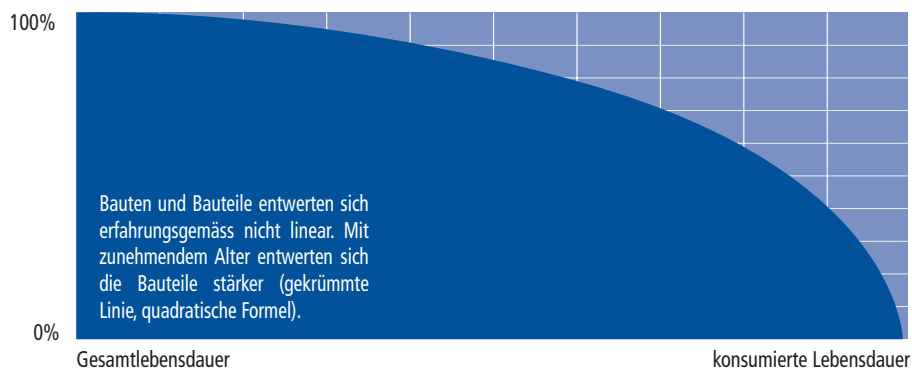 100%
Bauten und Bauteile entwerten sich
erfahrungsgemäss nicht linear. Mit
zunehmendem Alter entwerten sich
die Bauteile stärker (gekrümmte
Linie, quadratische Formel).
0%
Gesamtlebensdauer
konsumierte Lebensdauer